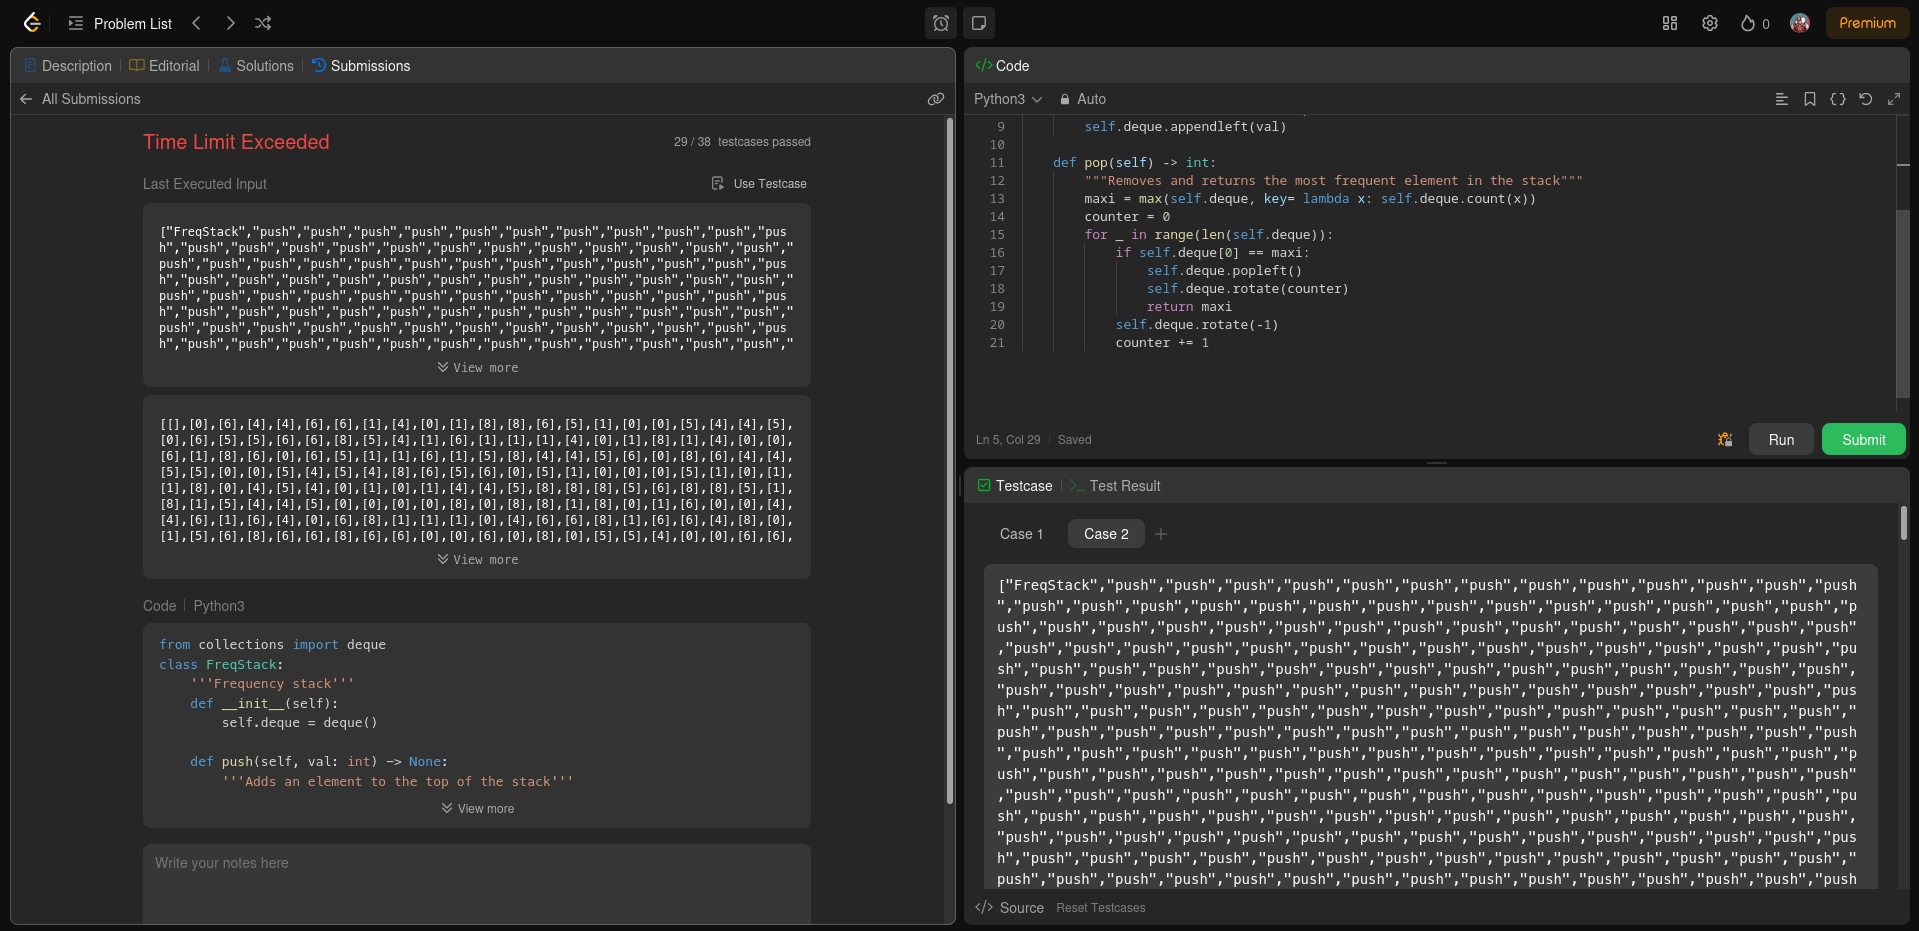 Problem List
0
Premium
Description
Editorial
Solutions
Submissions
All Submissions
Time Limit Exceeded
29 / 38 testcases passed
Last Executed Input
Use Testcase
["FreqStack","push","push","push","push","push","push","push","push","push","push","pus
h","push","push","push","push","push","push","push","push","push","push","push","push","
push","push","push","push","push","push","push","push","push","push","push","push","pus
h","push","push","push","push","push","push","push","push","push","push","push","push","
push","push","push","push","push","push","push","push","push","push","push","push","pus
h","push","push","push","push","push","push","push","push","push","push","push","push","
push","push","push","push","push","push","push","push","push","push","push","push","pus
h","push","push","push","push","push","push","push","push","push","push","push","push","
View more
[[],[0],[6],[4],[4],[6],[6],[1],[4],[0],[1],[8],[8],[6],[5],[1],[0],[0],[5],[4],[4],[5],
[0],[6],[5],[5],[6],[6],[8],[5],[4],[1],[6],[1],[1],[1],[4],[0],[1],[8],[1],[4],[0],[0],
[6],[1],[8],[6],[0],[6],[5],[1],[1],[6],[1],[5],[8],[4],[4],[5],[6],[0],[8],[6],[4],[4],
[5],[5],[0],[0],[5],[4],[5],[4],[8],[6],[5],[6],[0],[5],[1],[0],[0],[0],[5],[1],[0],[1],
[1],[8],[0],[4],[5],[4],[0],[1],[0],[1],[4],[4],[5],[8],[8],[8],[5],[6],[8],[8],[5],[1],
[8],[1],[5],[4],[4],[5],[0],[0],[0],[0],[8],[0],[8],[8],[1],[8],[0],[1],[6],[0],[0],[4],
[4],[6],[1],[6],[4],[0],[6],[8],[1],[1],[1],[0],[4],[6],[6],[8],[1],[6],[6],[4],[8],[0],
[1],[5],[6],[8],[6],[6],[8],[6],[6],[0],[0],[6],[0],[8],[0],[5],[5],[4],[0],[0],[6],[6],
View more
Code
Python3
from collections import deque
class FreqStack:
'''Frequency stack'''
def __init__(self):
self.deque = deque()
def push(self, val: int) -> None:
'''Adds an element to the top of the stack'''
View more
Write your notes here
Code
Python3
Auto
9 self.deque.appendleft(val)
10
11 def pop(self) -> int:
12 """Removes and returns the most frequent element in the stack"""
13 maxi = max(self.deque, key= lambda x: self.deque.count(x))
14 counter = 0
15 for _ in range(len(self.deque)):
16 if self.deque[0] == maxi:
17 self.deque.popleft()
18 self.deque.rotate(counter)
19 return maxi
20 self.deque.rotate(-1)
21 counter += 1
Ln 5, Col 29
Saved
Run
Submit
Testcase
Test Result
Case 1
Case 2
["FreqStack","push","push","push","push","push","push","push","push","push","push","push","push","push
","push","push","push","push","push","push","push","push","push","push","push","push","push","push","p
ush","push","push","push","push","push","push","push","push","push","push","push","push","push","push"
,"push","push","push","push","push","push","push","push","push","push","push","push","push","push","pu
sh","push","push","push","push","push","push","push","push","push","push","push","push","push","push",
"push","push","push","push","push","push","push","push","push","push","push","push","push","push","pus
h","push","push","push","push","push","push","push","push","push","push","push","push","push","push","
push","push","push","push","push","push","push","push","push","push","push","push","push","push","push
","push","push","push","push","push","push","push","push","push","push","push","push","push","push","p
ush","push","push","push","push","push","push","push","push","push","push","push","push","push","push"
,"push","push","push","push","push","push","push","push","push","push","push","push","push","push","pu
sh","push","push","push","push","push","push","push","push","push","push","push","push","push","push",
"push","push","push","push","push","push","push","push","push","push","push","push","push","push","pus
h","push","push","push","push","push","push","push","push","push","push","push","push","push","push","
push","push","push","push","push","push","push","push","push","push","push","push","push","push","push
Source
Reset Testcases